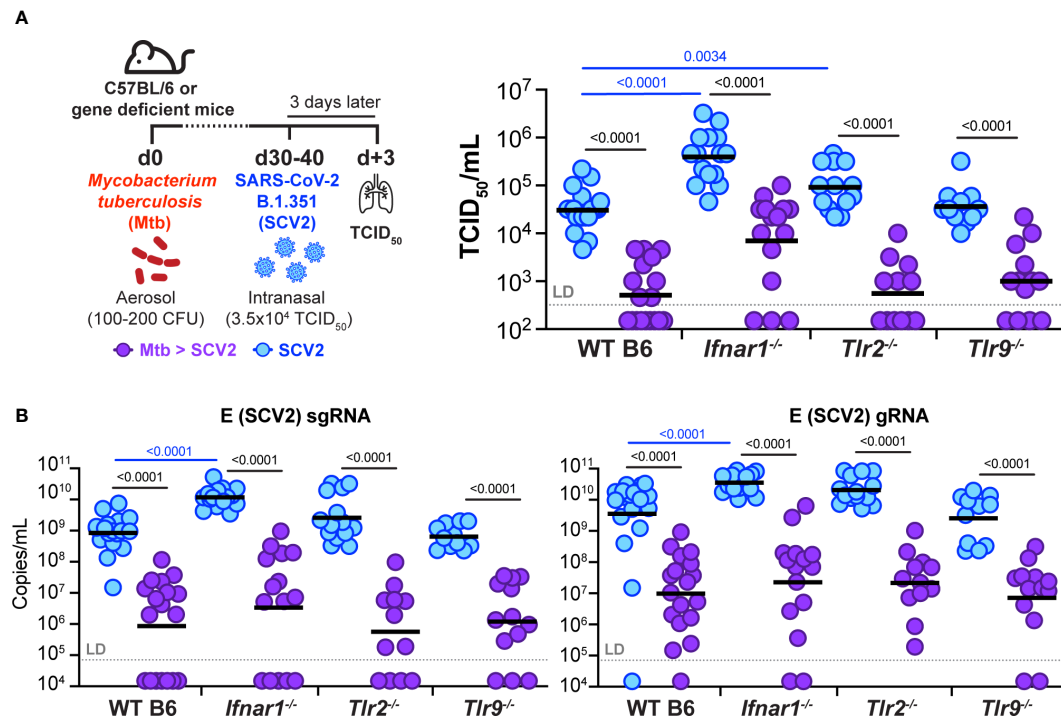 A
C57BL/6 or
gene deficient mice
3 days later
d0
d30-40
d+3
Mycobacterium
tuberculosis
(Mtb)
SARS-CoV-2
B.1.351
(SCV2)
TCID50
Aerosol
(100-200 CFU)
Intranasal
(3.5x10⁴ TCID50)
Mtb > SCV2
SCV2
0.0034
<0.0001
<0.0001
<0.0001
<0.0001
<0.0001
TCID50/mL
10⁷
10⁶
10⁵
10⁴
10³
10²
LD
WT B6
Ifnar1-/-
Tlr2-/-
Tlr9-/-
B
E (SCV2) sgRNA
<0.0001
<0.0001
<0.0001
<0.0001
<0.0001
Copies/mL
10¹¹
10¹⁰
10⁹
10⁸
10⁷
10⁶
10⁵
10⁴
LD
WT B6
Ifnar1-/-
Tlr2-/-
Tlr9-/-
E (SCV2) gRNA
<0.0001
<0.0001
<0.0001
<0.0001
<0.0001
10¹¹
10¹⁰
10⁹
10⁸
10⁷
10⁶
10⁵
10⁴
LD
WT B6
Ifnar1-/-
Tlr2-/-
Tlr9-/-